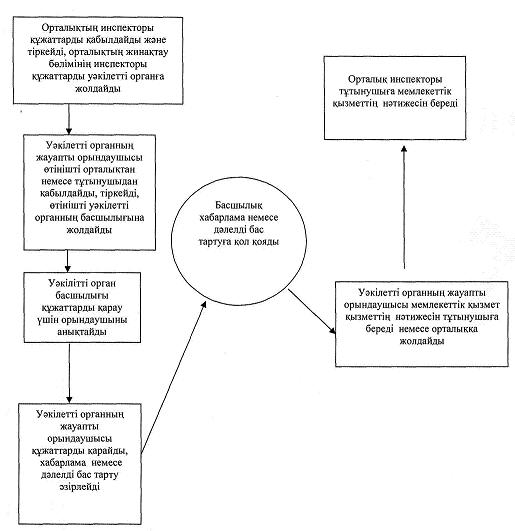 Орталықтың инспекторы
құжаттарды қабылдайды және
тіркейді, орталықтың жинақтау
бөлімінің инспекторы
құжаттарды уәкілетті органға
жолдайды
Уәкілетті органның
жауапты орындаушысы
өтінішті орталықтан
немесе тұтынушыдан
қабылдайды, тіркейді,
өтінішті уәкілетті
органның басшылығына
жолдайды
Уәкілітті орган
басшылығы
құжаттарды қарау
үшін орындаушыны
анықтайды
Уәкілетті органның
жауапты
орындаушысы
құжаттарды қарайды,
хабарлама немесе
дәлелді бас тарту
әзірлейді
Басшылық
хабарлама немесе
дәлелді бас
тартуға қол қояды
Уәкілетті органның жауапты
орындаушысы мемлекеттік қызмет
қызметтің нәтижесін тұтынушыға
береді немесе орталыққа
жолдайды
Орталық инспекторы
тұтынушыға мемлекеттік
қызметтің нәтижесін береді